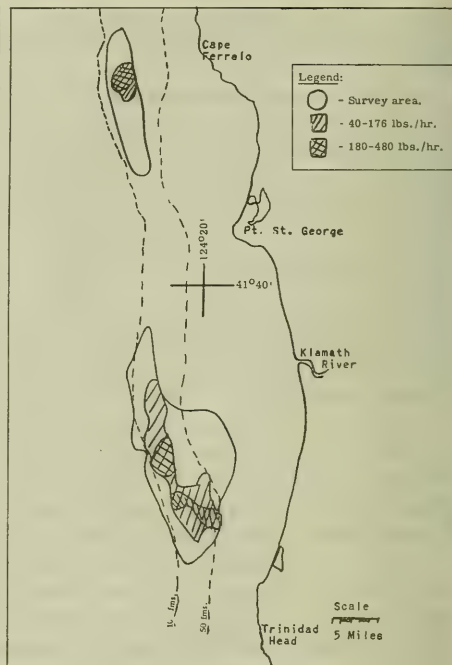 Cape
Ferrelo
Legend:
- Survey area.
- 40-176 lbs./hr.
- 180-480 lbs./hr.
Pt. St. George
124°20'
41°40'
Klamath
River
fms.
50 fms.
Scale
5 Miles
Trinidad
Head